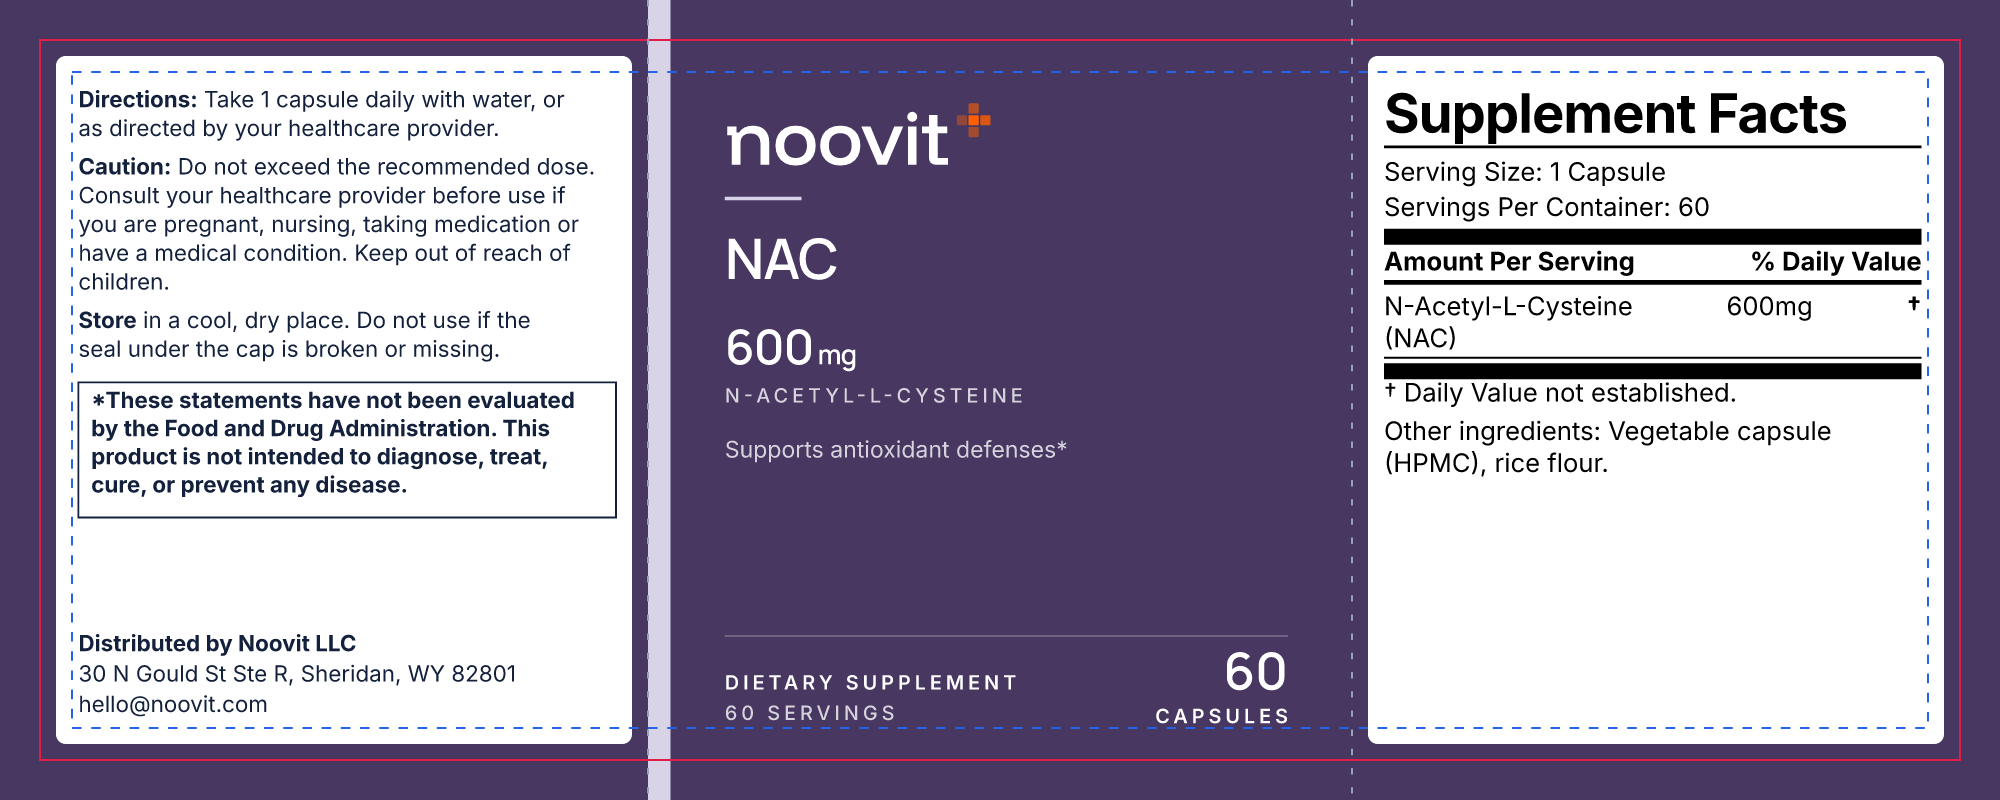 Directions: Take 1 capsule daily with water, or
as directed by your healthcare provider.
Caution: Do not exceed the recommended dose.
Consult your healthcare provider before use if
you are pregnant, nursing, taking medication or
have a medical condition. Keep out of reach of
children.
Store in a cool, dry place. Do not use if the
seal under the cap is broken or missing.
*These statements have not been evaluated
by the Food and Drug Administration. This
product is not intended to diagnose, treat,
cure, or prevent any disease.
Distributed by Noovit LLC
30 N Gould St Ste R, Sheridan, WY 82801
hello@noovit.com
noovit
NAC
600 mg
N-ACETYL-L-CYSTEINE
Supports antioxidant defenses*
DIETARY SUPPLEMENT
60 SERVINGS
60
CAPSULES
Supplement Facts
Serving Size: 1 Capsule
Servings Per Container: 60
Amount Per Serving % Daily Value
N-Acetyl-L-Cysteine 600mg †
(NAC)
† Daily Value not established.
Other ingredients: Vegetable capsule
(HPMC), rice flour.